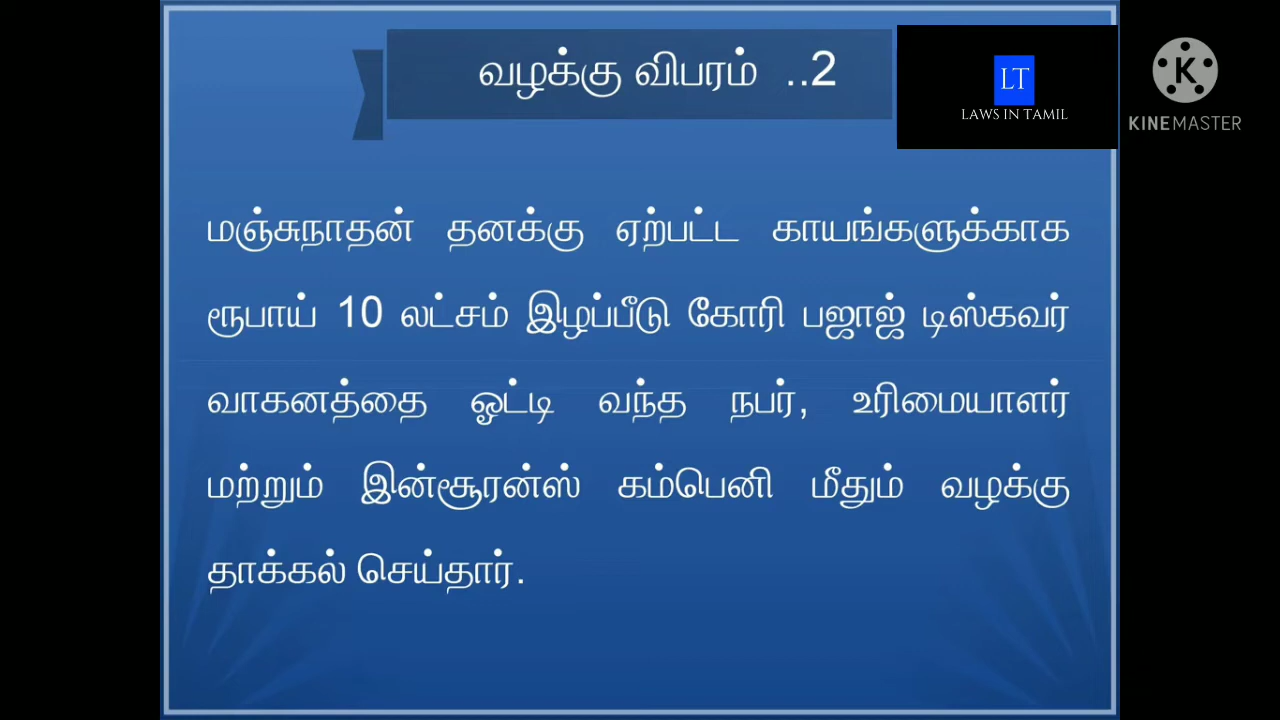 வழக்கு விபரம் ..2
LT
LAWS IN TAMIL
K
KINEMASTER
மஞ்சுநாதன் தனக்கு ஏற்பட்ட காயங்களுக்காக
ரூபாய் 10 லட்சம் இழப்பீடு கோரி பஜாஜ் டிஸ்கவர்
வாகனத்தை ஓட்டி வந்த நபர், உரிமையாளர்
மற்றும் இன்சூரன்ஸ் கம்பெனி மீதும் வழக்கு
தாக்கல் செய்தார்.